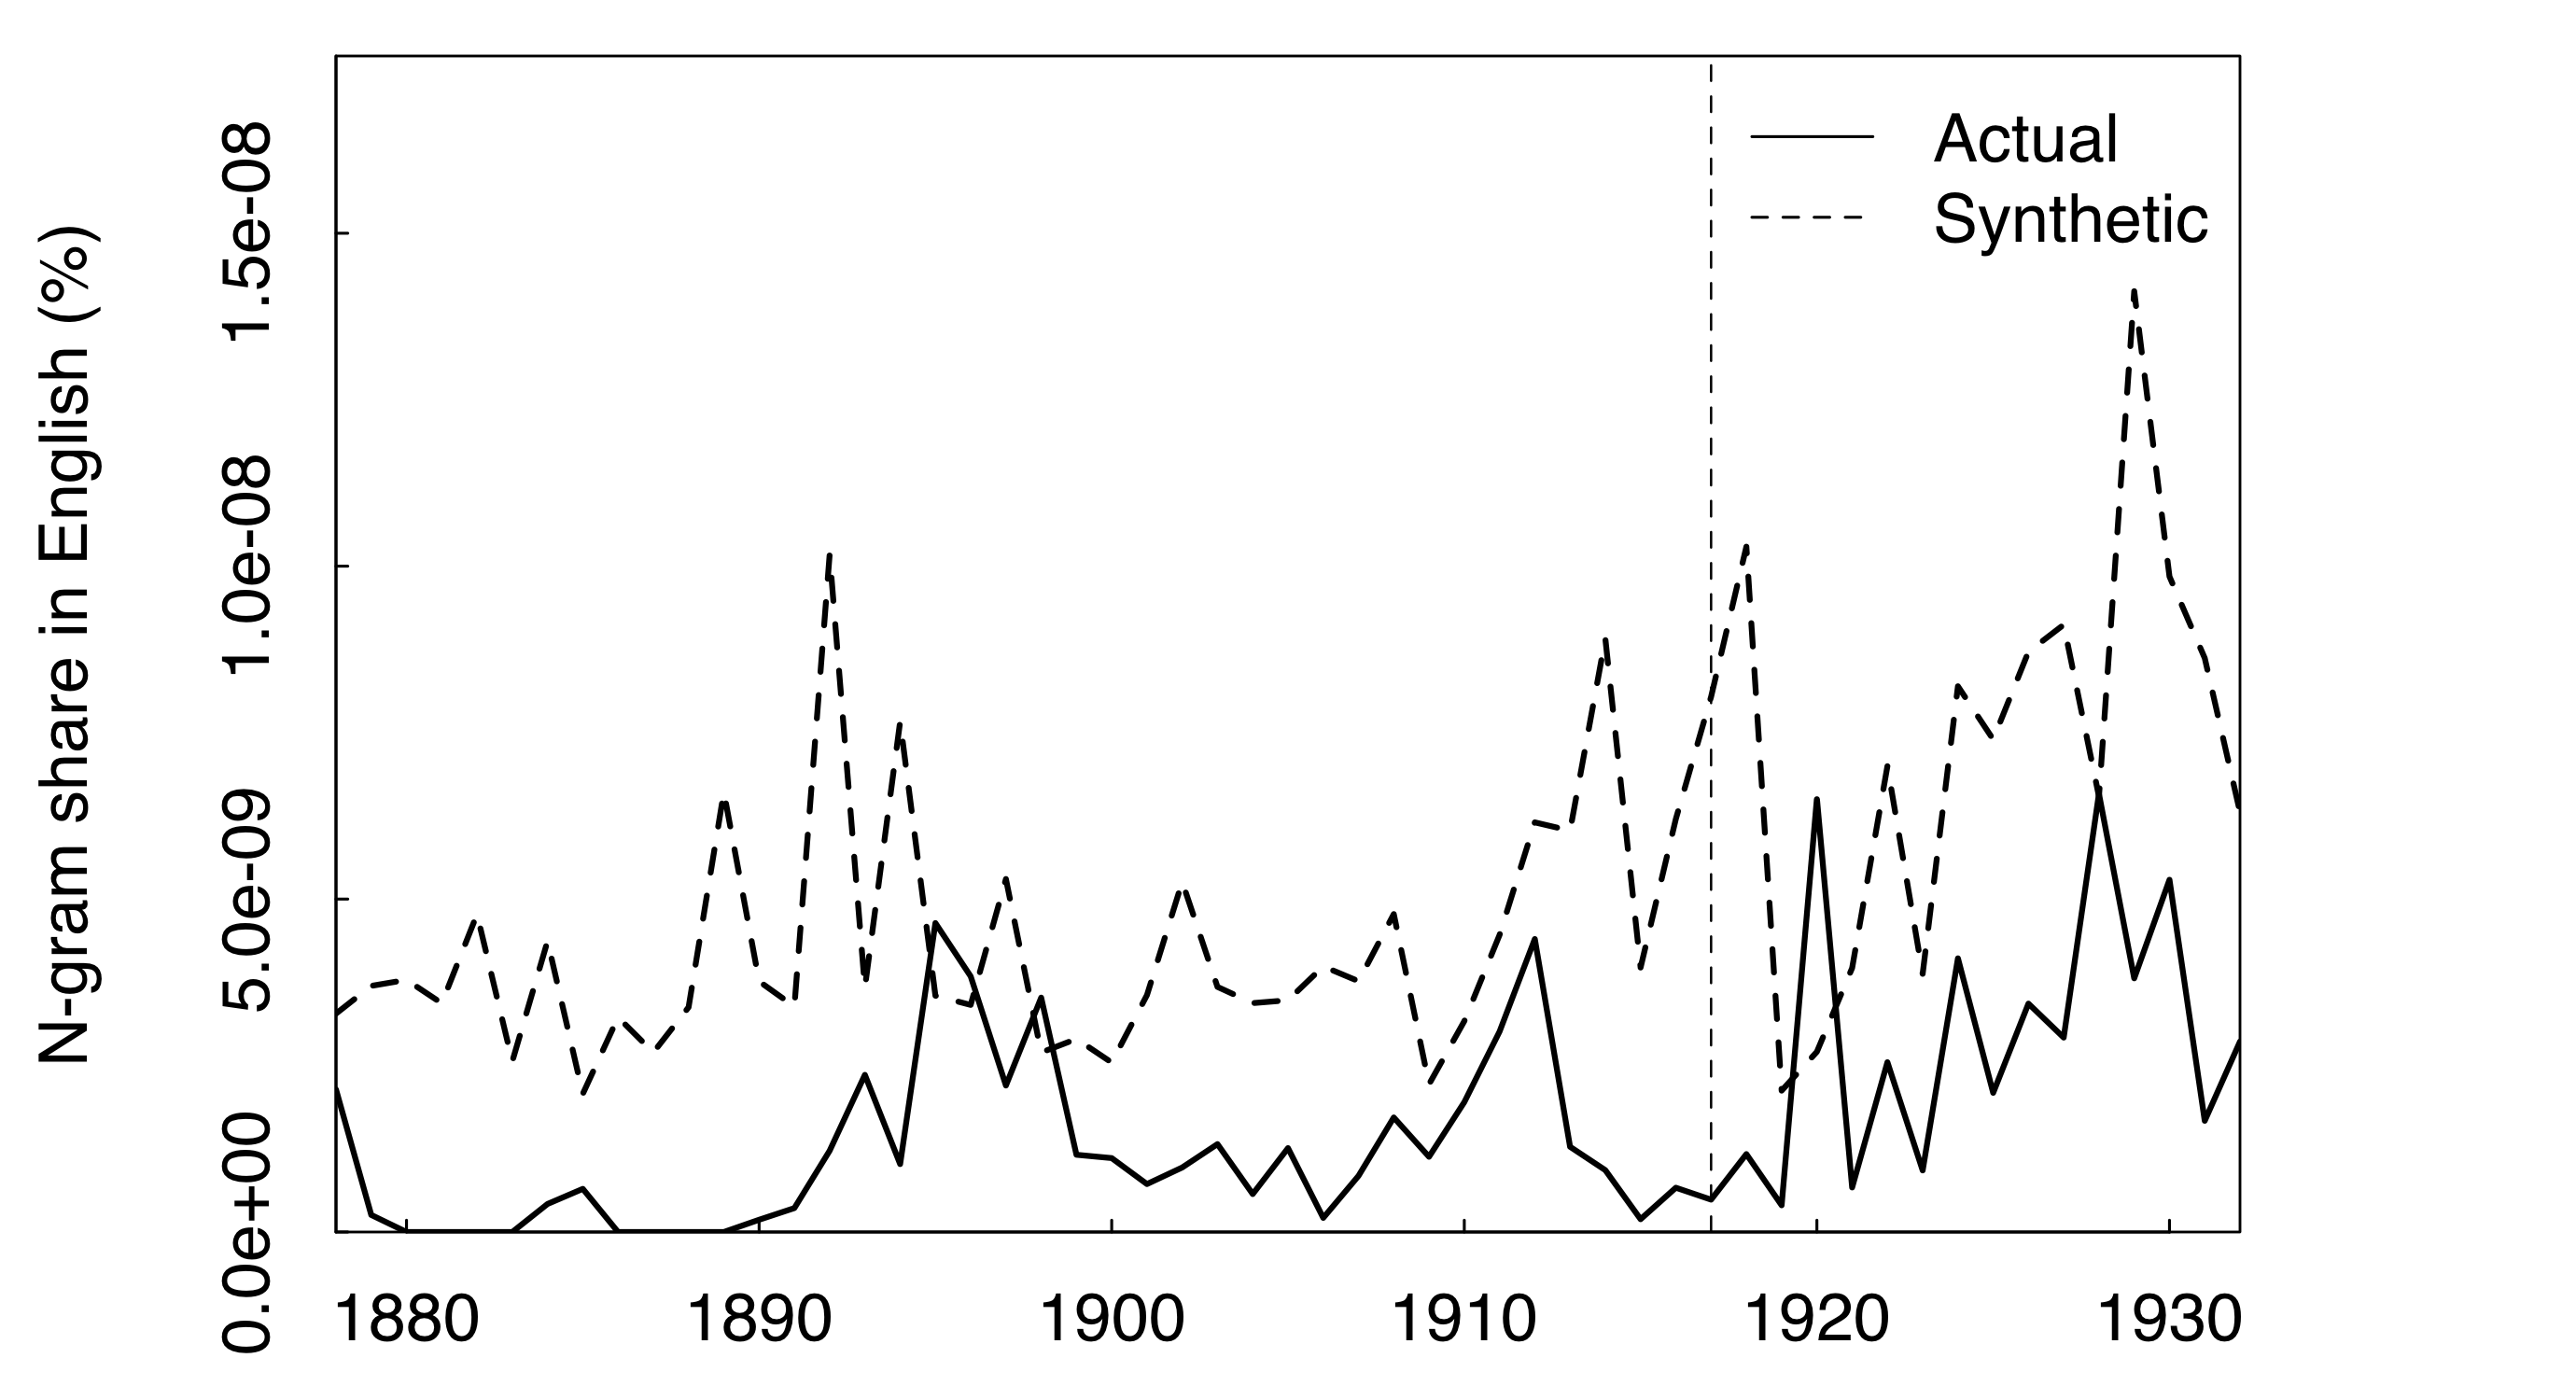 N-gram share in English (%)
1.5e-08
1.0e-08
5.0e-09
0.0e+00
Actual
Synthetic
1880 1890 1900 1910 1920 1930